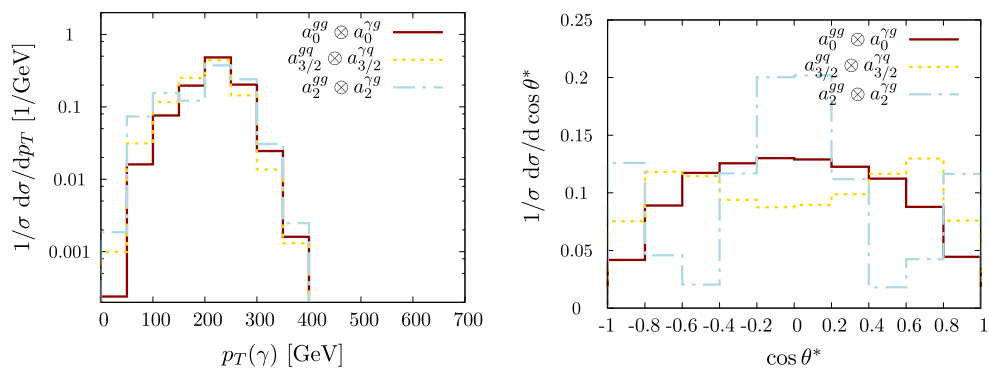 1/σ dσ/dp_T [1/GeV]
1
0.1
0.01
0.001
a_0^{gg} ⊗ a_0^{γg}
a_{3/2}^{gq} ⊗ a_{3/2}^{γq}
a_2^{gg} ⊗ a_2^{γg}
0 100 200 300 400 500 600 700
p_T(γ) [GeV]
1/σ dσ/d cos θ*
0.25
0.2
0.15
0.1
0.05
0
a_0^{gg} ⊗ a_0^{γg}
a_{3/2}^{gq} ⊗ a_{3/2}^{γq}
a_2^{gg} ⊗ a_2^{γg}
-1 -0.8 -0.6 -0.4 -0.2 0 0.2 0.4 0.6 0.8 1
cos θ*